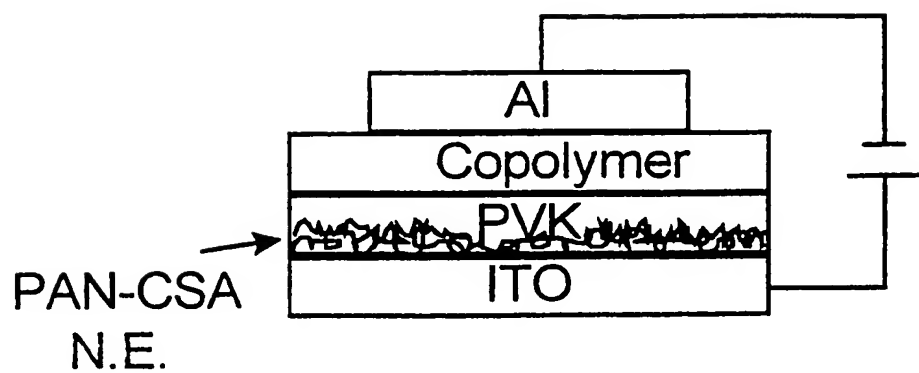 Al
Copolymer
PVK
ITO
PAN-CSA
N.E.